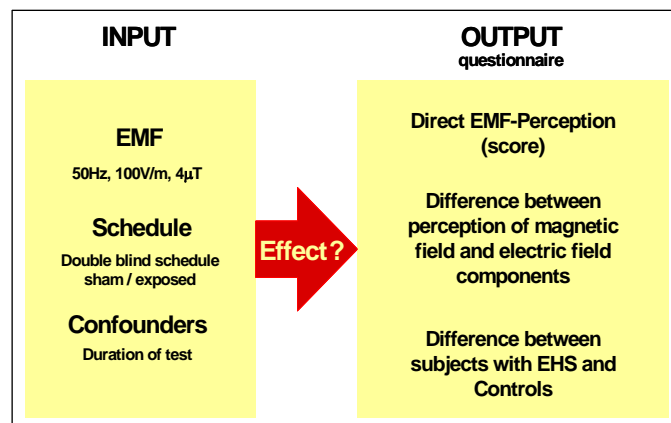 INPUT
EMF
50Hz, 100V/m, 4µT
Schedule
Double blind schedule
sham / exposed
Confounders
Duration of test
Effect ?
OUTPUT
questionnaire
Direct EMF-Perception
(score)
Difference between
perception of magnetic
field and electric field
components
Difference between
subjects with EHS and
Controls